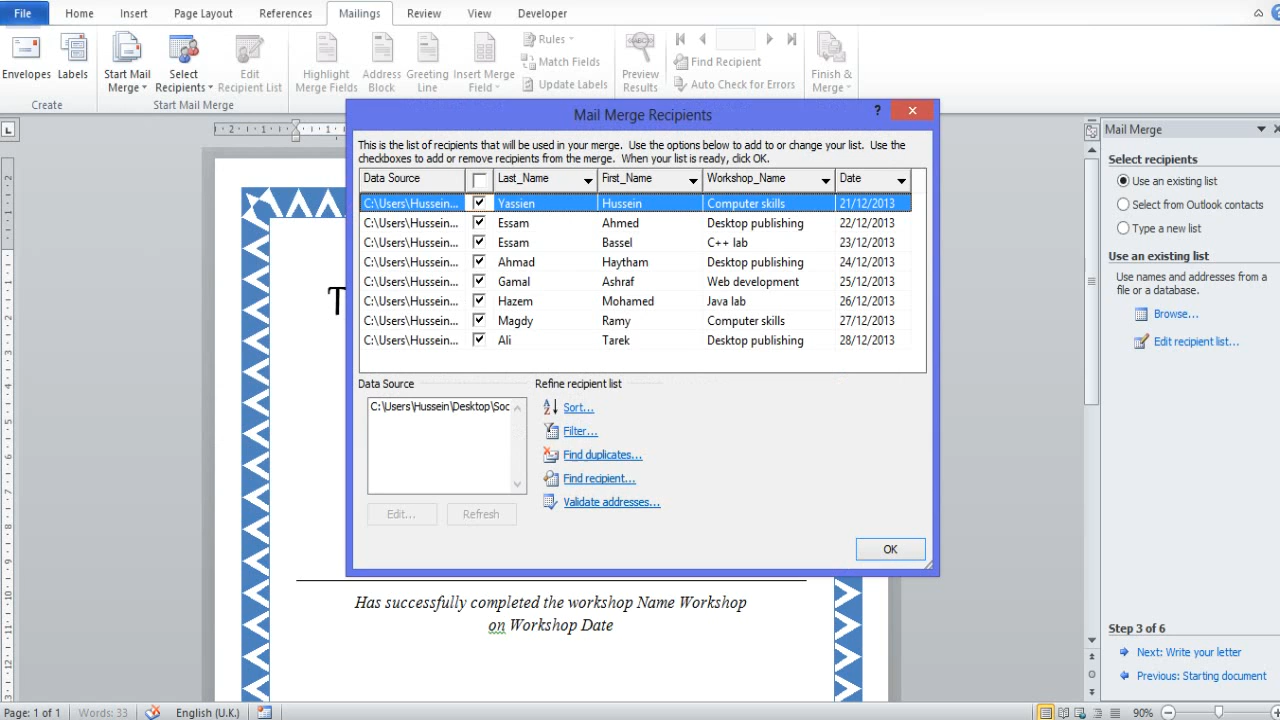 File Home Insert Page Layout References Mailings Review View Developer
Envelopes Labels Start Mail Merge Select Recipients Edit Recipient List Highlight Merge Fields Address Block Greeting Line Insert Merge Field Rules Match Fields Update Labels Preview Results Find Recipient Auto Check for Errors Finish & Merge
Create Start Mail Merge
Mail Merge Recipients ?
This is the list of recipients that will be used in your merge. Use the options below to add to or change your list. Use the
checkboxes to add or remove recipients from the merge. When your list is ready, click OK.
Data Source Last_Name First_Name Workshop_Name Date
C:\Users\Hussein... Yassien Hussein Computer skills 21/12/2013
C:\Users\Hussein... Essam Ahmed Desktop publishing 22/12/2013
C:\Users\Hussein... Essam Bassel C++ lab 23/12/2013
C:\Users\Hussein... Ahmad Haytham Desktop publishing 24/12/2013
C:\Users\Hussein... Gamal Ashraf Web development 25/12/2013
C:\Users\Hussein... Hazem Mohamed Java lab 26/12/2013
C:\Users\Hussein... Magdy Ramy Computer skills 27/12/2013
C:\Users\Hussein... Ali Tarek Desktop publishing 28/12/2013
Data Source
C:\Users\Hussein\Desktop\Soc
Edit... Refresh
Refine recipient list
Sort...
Filter...
Find duplicates...
Find recipient...
Validate addresses...
OK
T
Has successfully completed the workshop Name Workshop
on Workshop Date
Mail Merge
Select recipients
Use an existing list
Select from Outlook contacts
Type a new list
Use an existing list
Use names and addresses from a
file or a database.
Browse...
Edit recipient list...
Step 3 of 6
Next: Write your letter
Previous: Starting document
Page: 1 of 1 Words: 33 English (U.K.) 90%